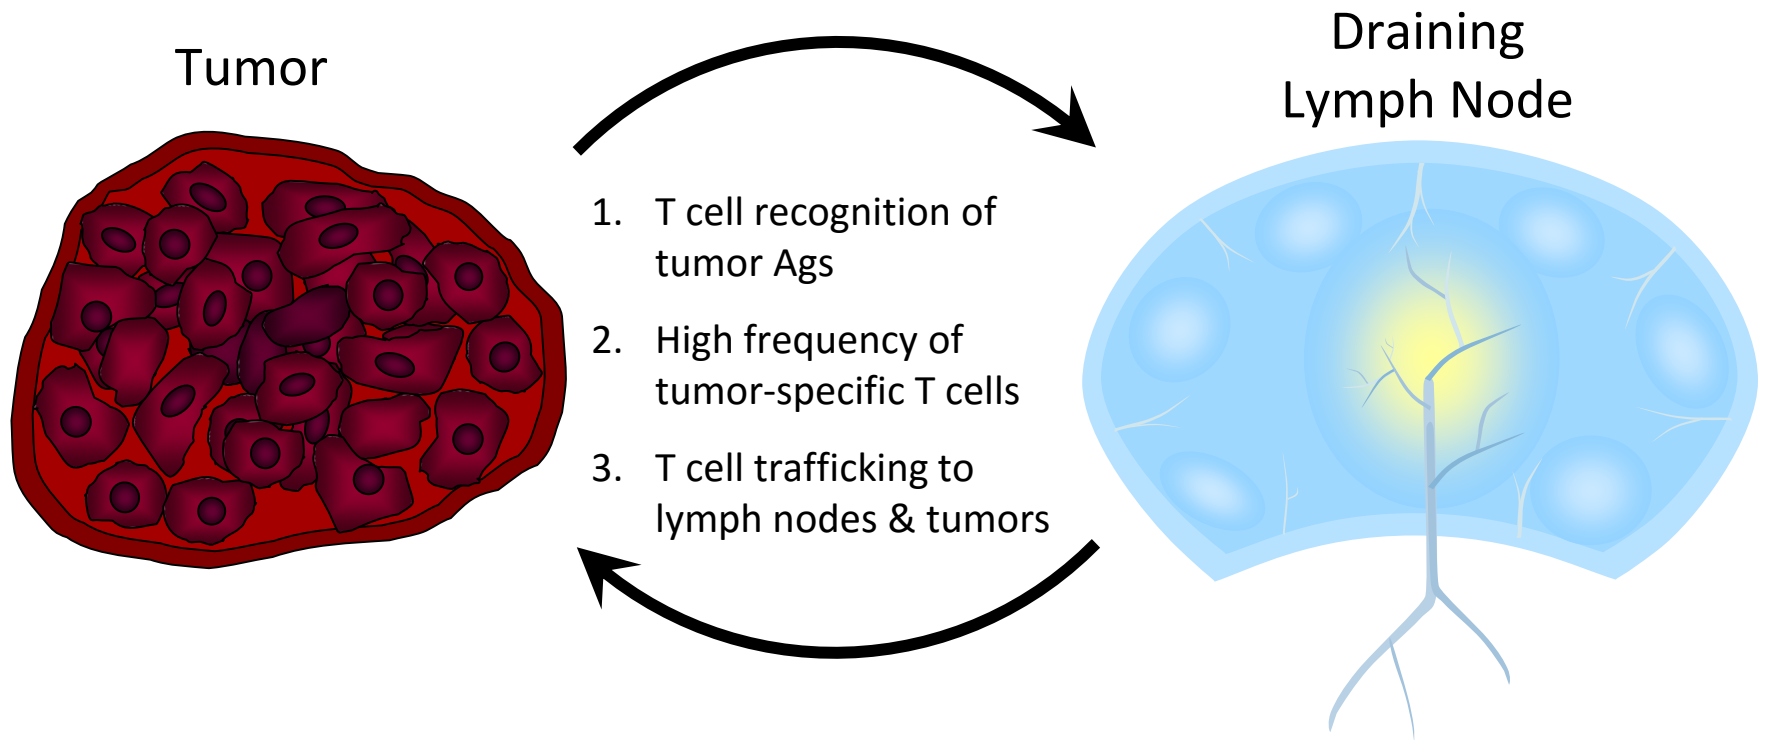 Tumor
Draining
Lymph Node
1. T cell recognition of
tumor Ags
2. High frequency of
tumor-specific T cells
3. T cell trafficking to
lymph nodes & tumors